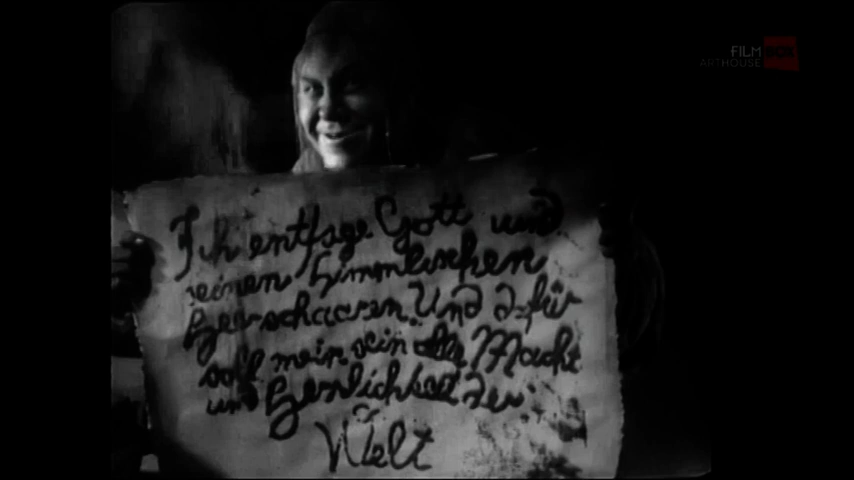 FILM BOX
ARTHOUSE
Ich entsage Gott und
seinen himmlischen
Heerschaaren. Und dafür
soll mein sein alle Macht
und Herrlichkeit der
Welt